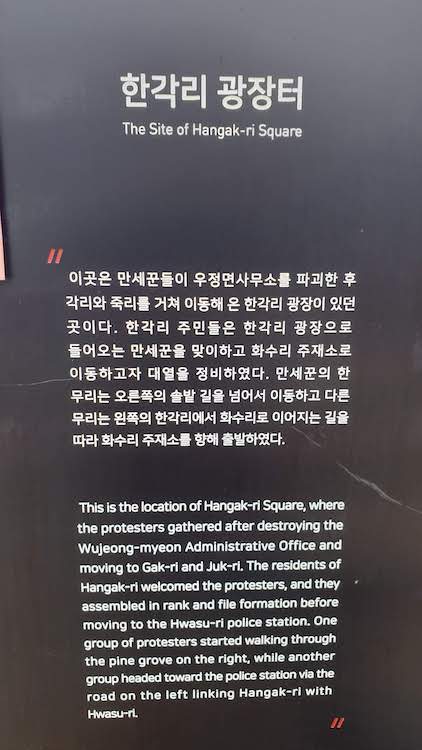 한각리 광장터
The Site of Hangak-ri Square
"
이곳은 만세꾼들이 우정면사무소를 파괴한 후
각리와 죽리를 거쳐 이동해 온 한각리 광장이 있던
곳이다. 한각리 주민들은 한각리 광장으로
들어오는 만세꾼을 맞이하고 화수리 주재소로
이동하고자 대열을 정비하였다. 만세꾼의 한
무리는 오른쪽의 솔밭 길을 넘어서 이동하고 다른
무리는 왼쪽의 한각리에서 화수리로 이어지는 길을
따라 화수리 주재소를 향해 출발하였다.
This is the location of Hangak-ri Square, where
the protesters gathered after destroying the
Wujeong-myeon Administrative Office and
moving to Gak-ri and Juk-ri. The residents of
Hangak-ri welcomed the protesters, and they
assembled in rank and file formation before
moving to the Hwasu-ri police station. One
group of protesters started walking through
the pine grove on the right, while another
group headed toward the police station via the
road on the left linking Hangak-ri with
Hwasu-ri.
"